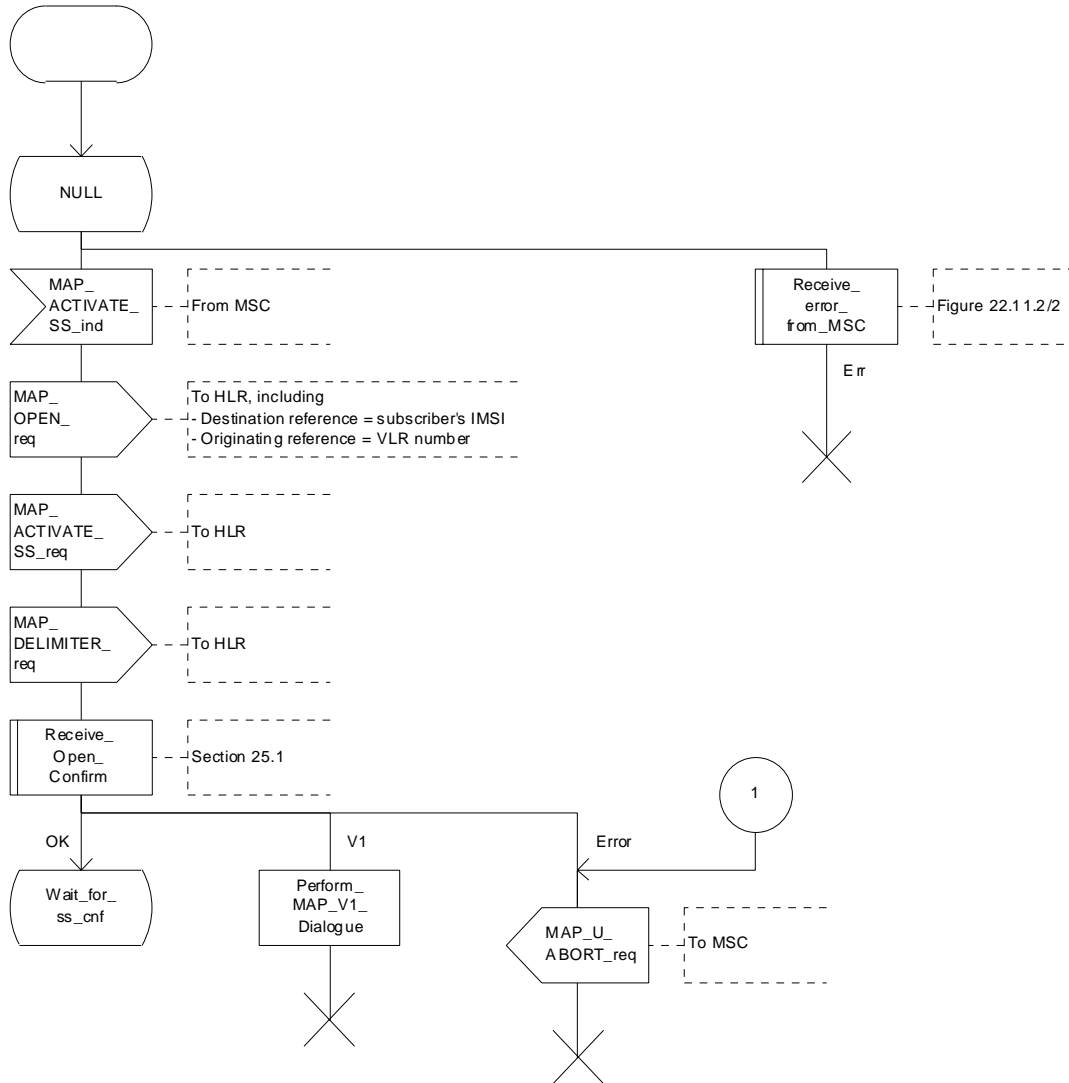 NULL
MAP_
ACTIVATE_
SS_ind
From MSC
Receive_
error_
from_MSC
Figure 22.11.2/2
Err
MAP_
OPEN_
req
To HLR, including
- Destination reference = subscriber's IMSI
- Originating reference = VLR number
MAP_
ACTIVATE_
SS_req
To HLR
MAP_
DELIMITER_
req
To HLR
Receive_
Open_
Confirm
Section 25.1
1
OK
V1
Error
Wait_for_
ss_cnf
Perform_
MAP_V1_
Dialogue
MAP_U_
ABORT_req
To MSC